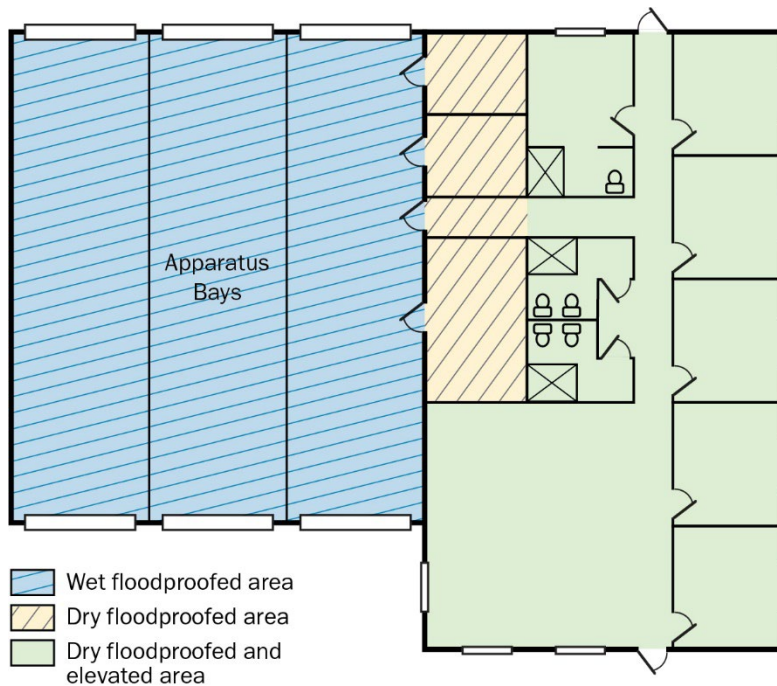 Apparatus
Bays
Wet floodproofed area
Dry floodproofed area
Dry floodproofed and
elevated area